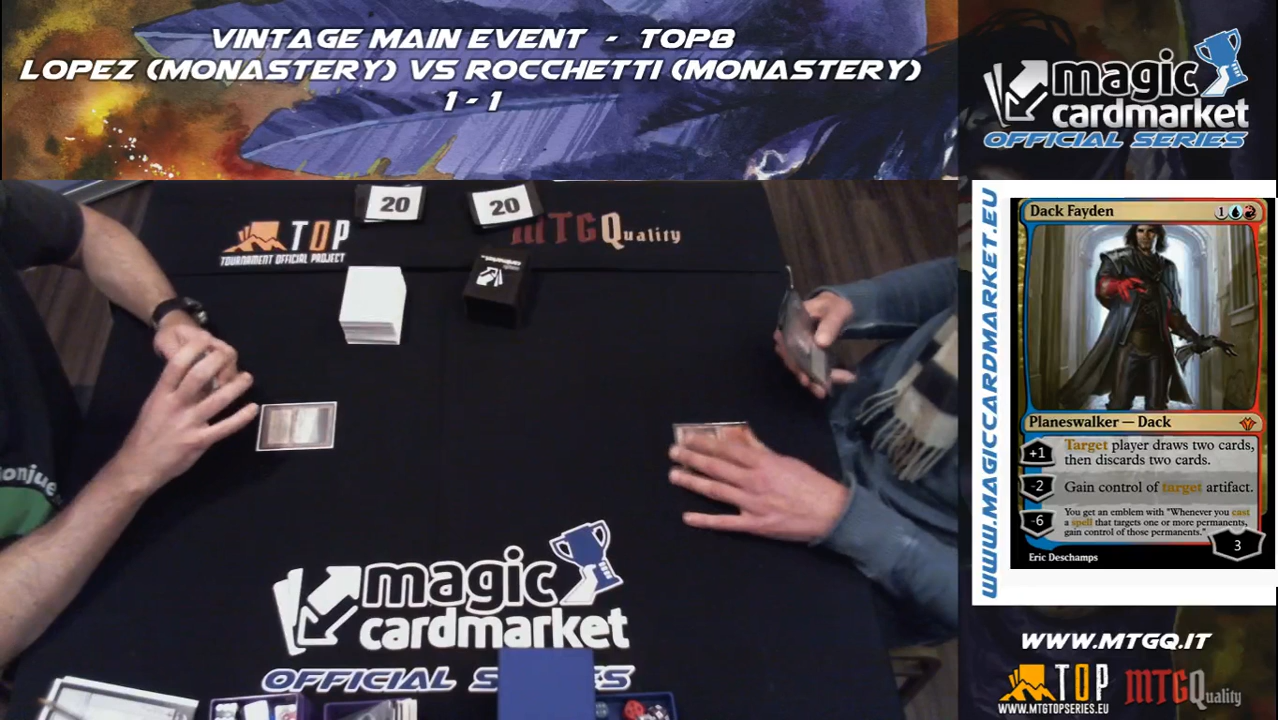 VINTAGE MAIN EVENT - TOP8
LOPEZ (MONASTERY) VS ROCCHETTI (MONASTERY)
1 - 1
magic
cardmarket
OFFICIAL SERIES
WWW.MAGICCARDMARKET.EU
Dack Fayden 1
Planeswalker — Dack
+1 Target player draws two cards,
then discards two cards.
-2 Gain control of target artifact.
-6 You get an emblem with "Whenever you cast
a spell that targets one or more permanents,
gain control of those permanents."
3
Eric Deschamps
WWW.MTGQ.IT
TOP
WWW.MTGTOPSERIES.EU
MTGQuality
20
20
TOP
TOURNAMENT OFFICIAL PROJECT
MTGQuality
magic
cardmarket
OFFICIAL S ES